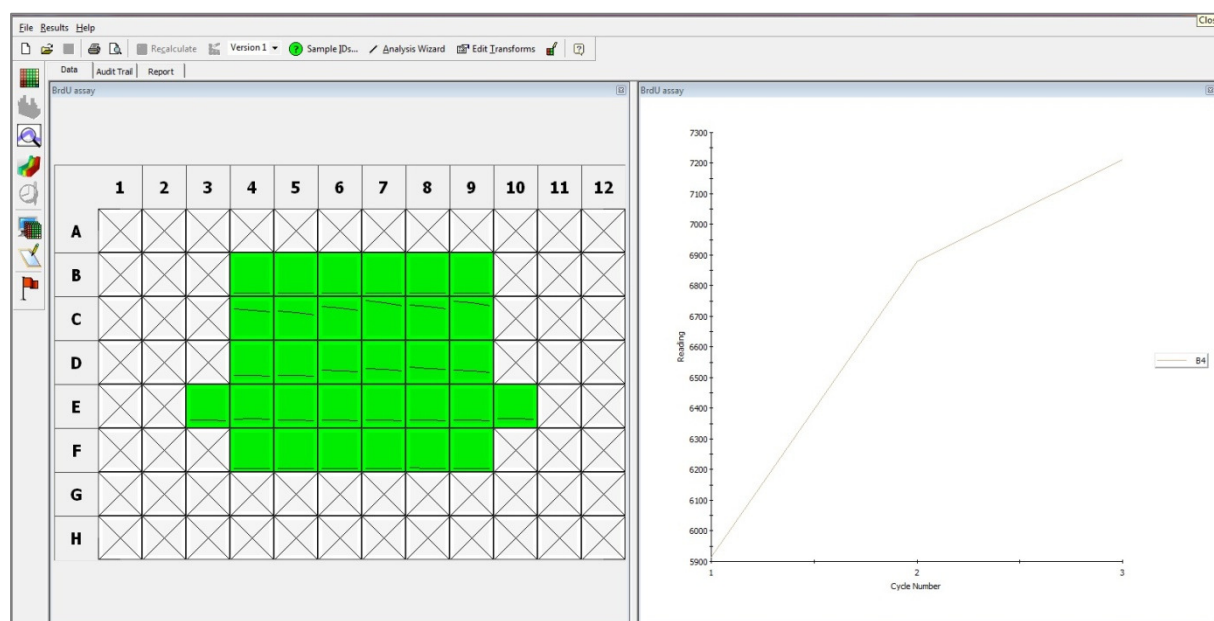 Clos
File Results Help
Recalculate Version 1 Sample IDs... Analysis Wizard Edit Transforms
Data Audit Trail Report
BrdU assay
1 2 3 4 5 6 7 8 9 10 11 12
A
B
C
D
E
F
G
H
BrdU assay
7300
7200
7100
7000
6900
6800
6700
6600
6500
6400
6300
6200
6100
6000
5900
Reading
1 2 3
Cycle Number
B4